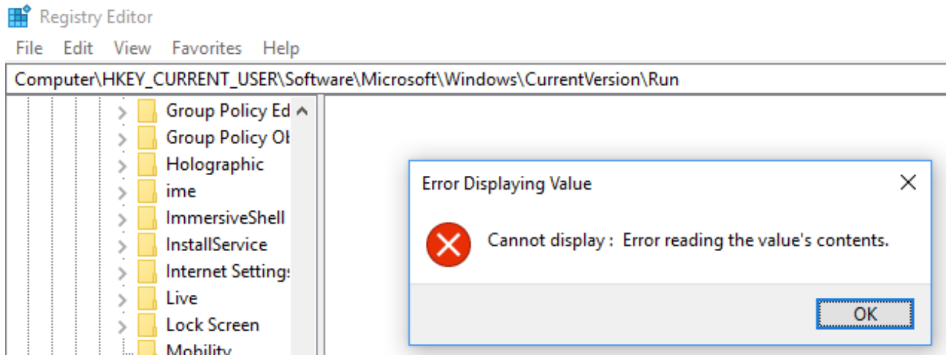 Registry Editor
File Edit View Favorites Help
Computer\HKEY_CURRENT_USER\Software\Microsoft\Windows\CurrentVersion\Run
Group Policy Ed
Group Policy Ob
Holographic
ime
ImmersiveShell
InstallService
Internet Settings
Live
Lock Screen
Mobility
Error Displaying Value
Cannot display : Error reading the value's contents.
OK